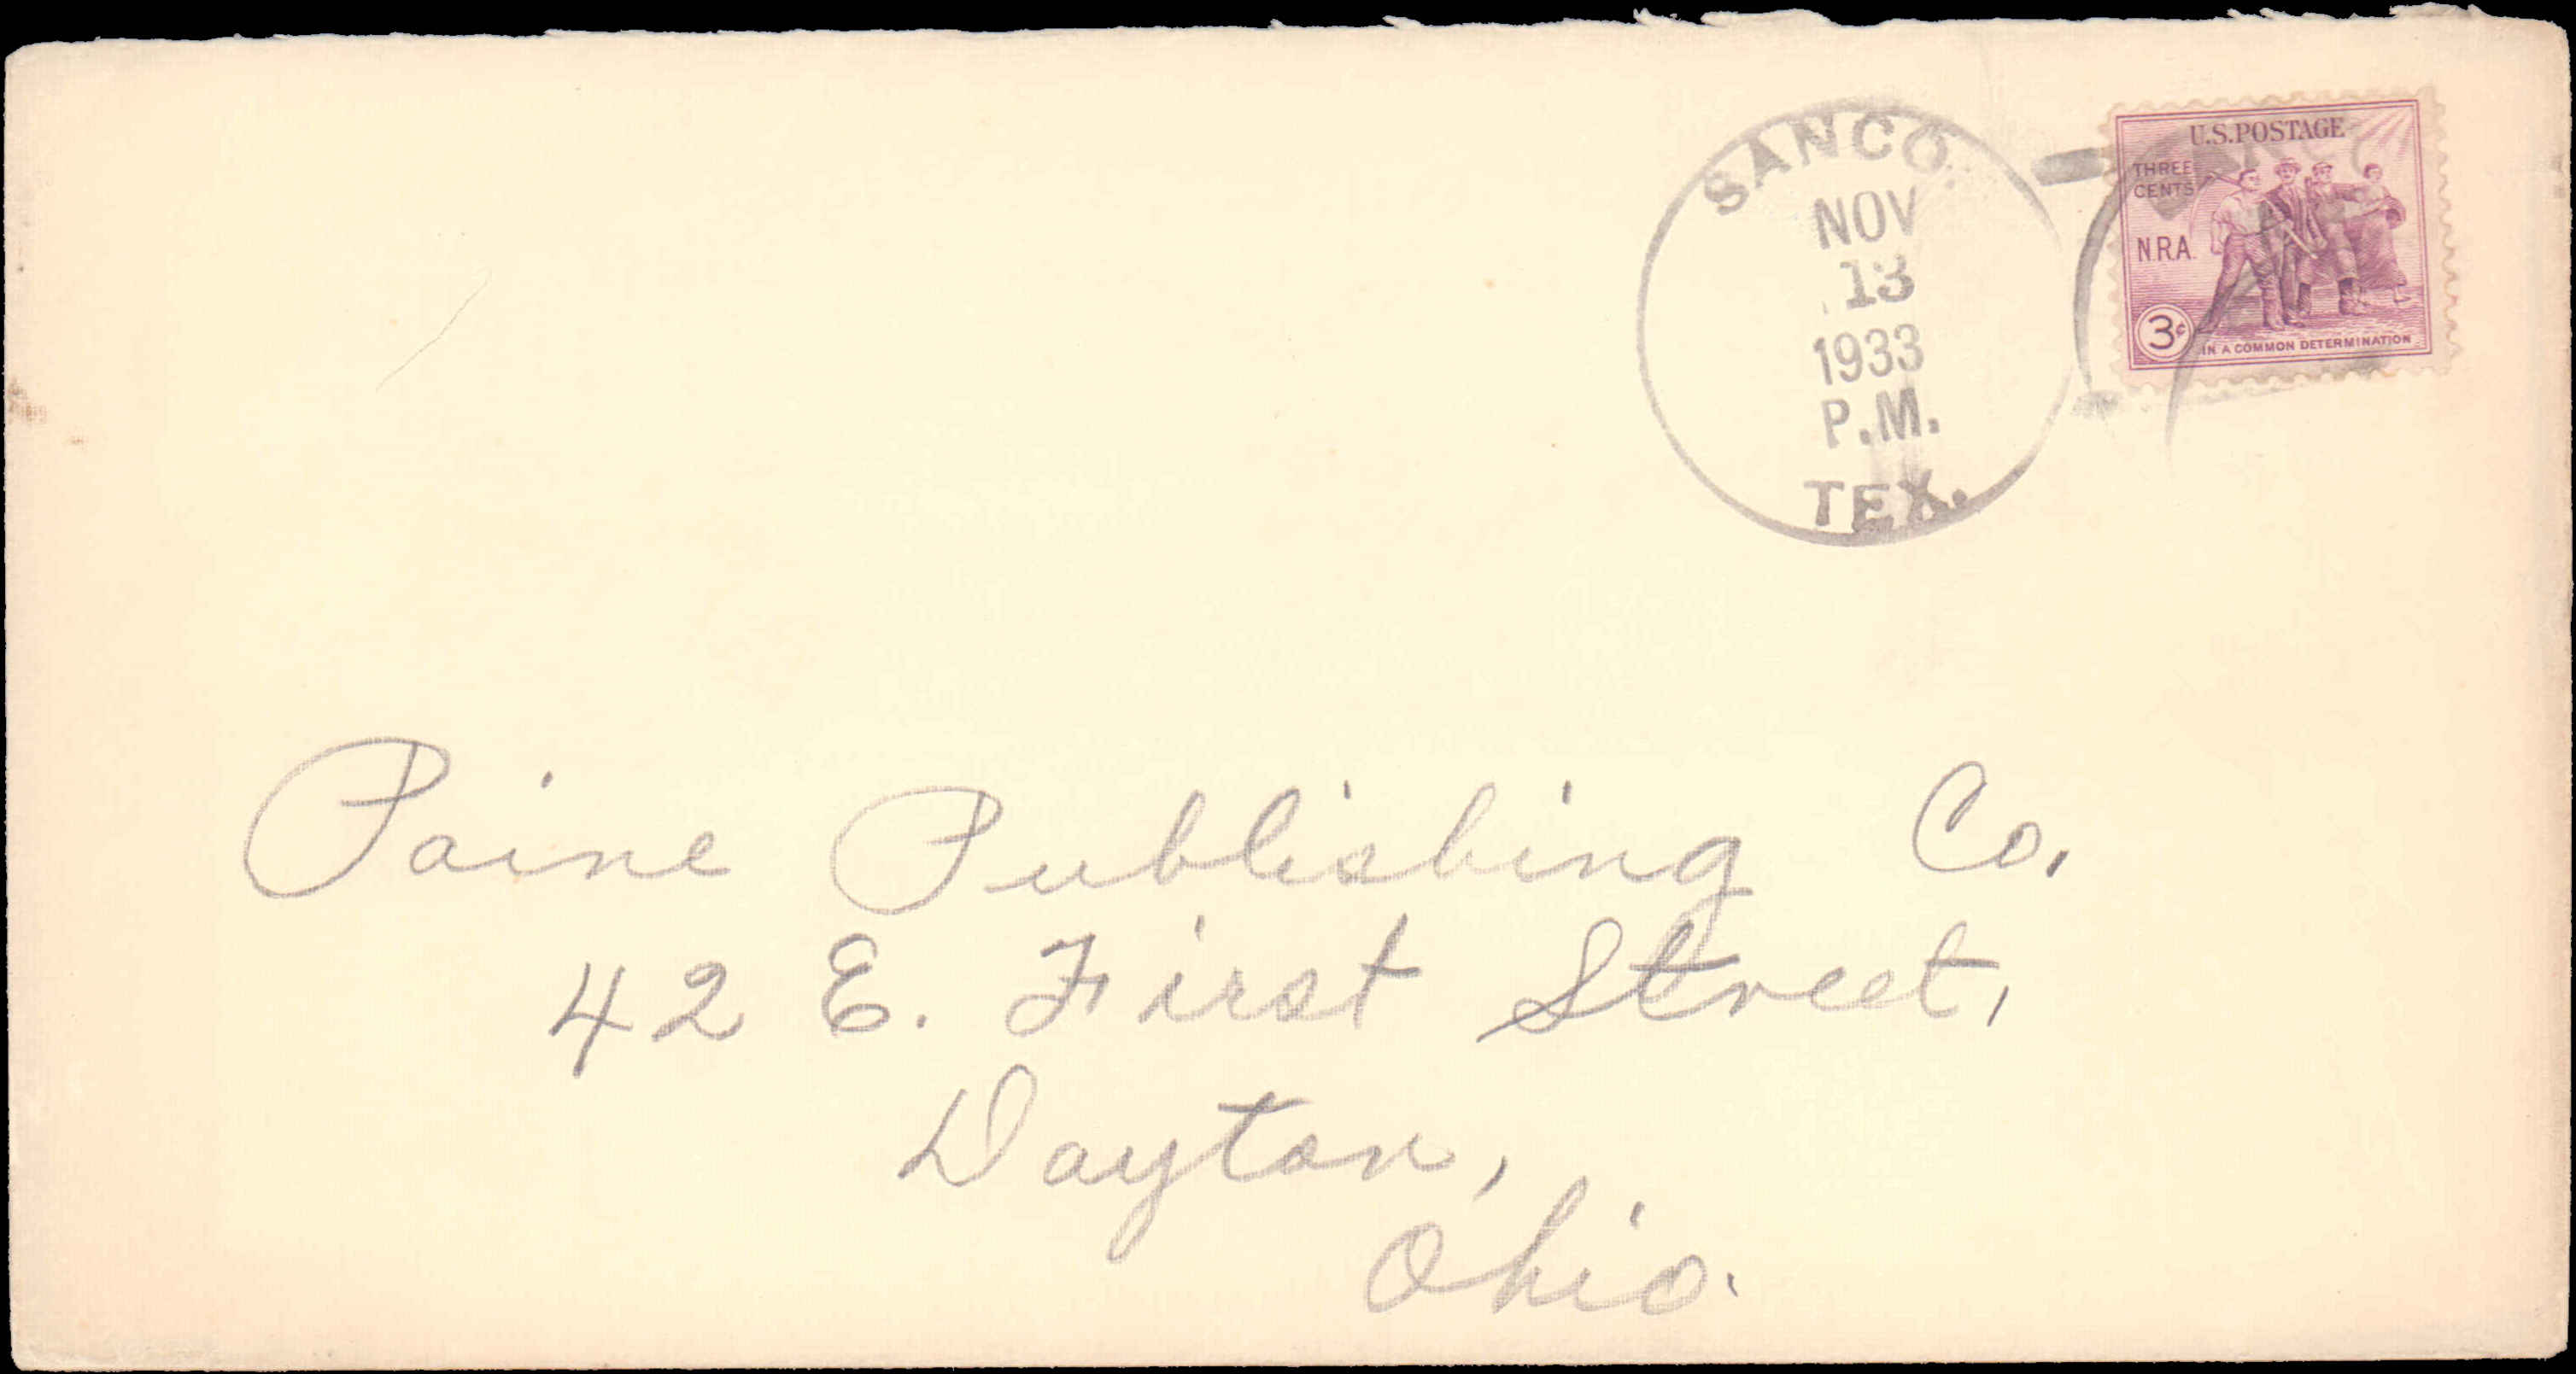 SANCO.
NOV
13
1933
P.M.
TEX.
U.S.POSTAGE
THREE
CENTS
N.R.A.
3¢
IN A COMMON DETERMINATION
Paine Publishing Co.
42 E. First Street,
Dayton,
Ohio.